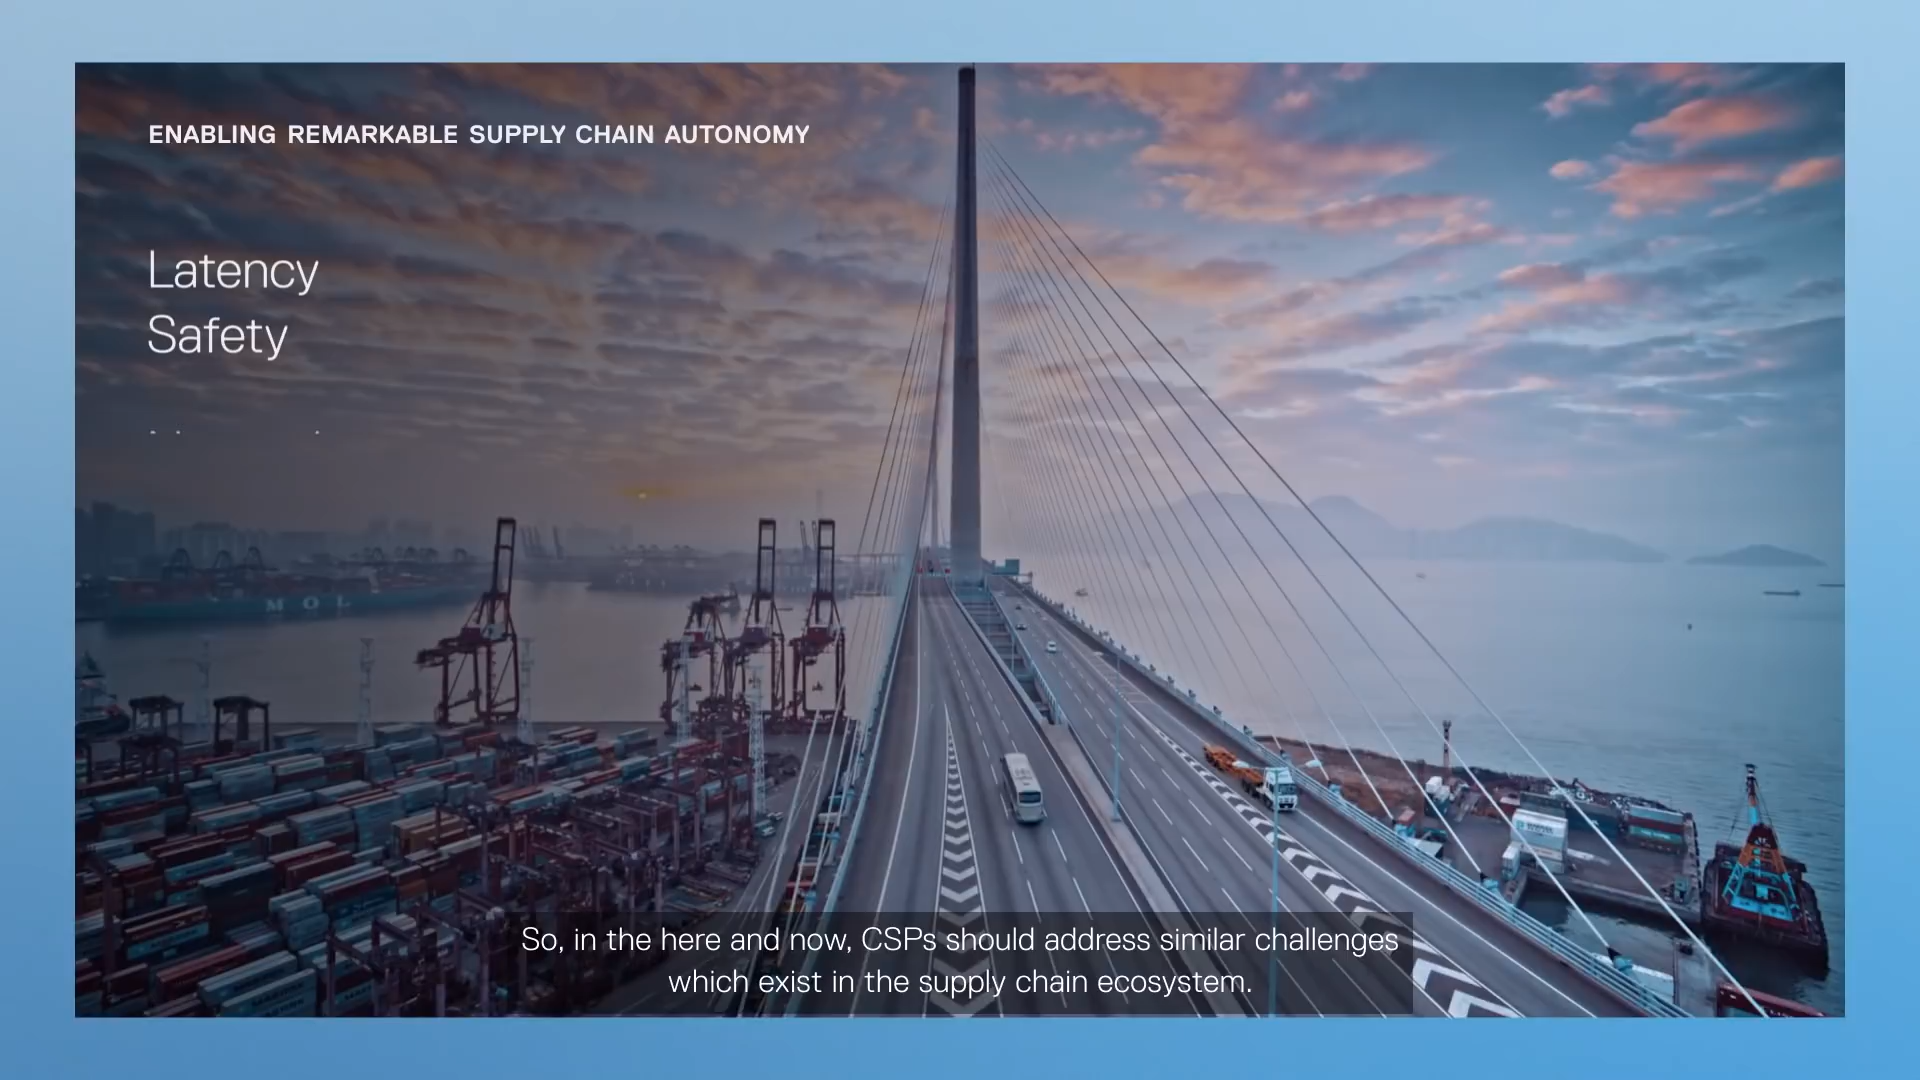 ENABLING REMARKABLE SUPPLY CHAIN AUTONOMY
Latency
Safety
MOL
So, in the here and now, CSPs should address similar challenges
which exist in the supply chain ecosystem.